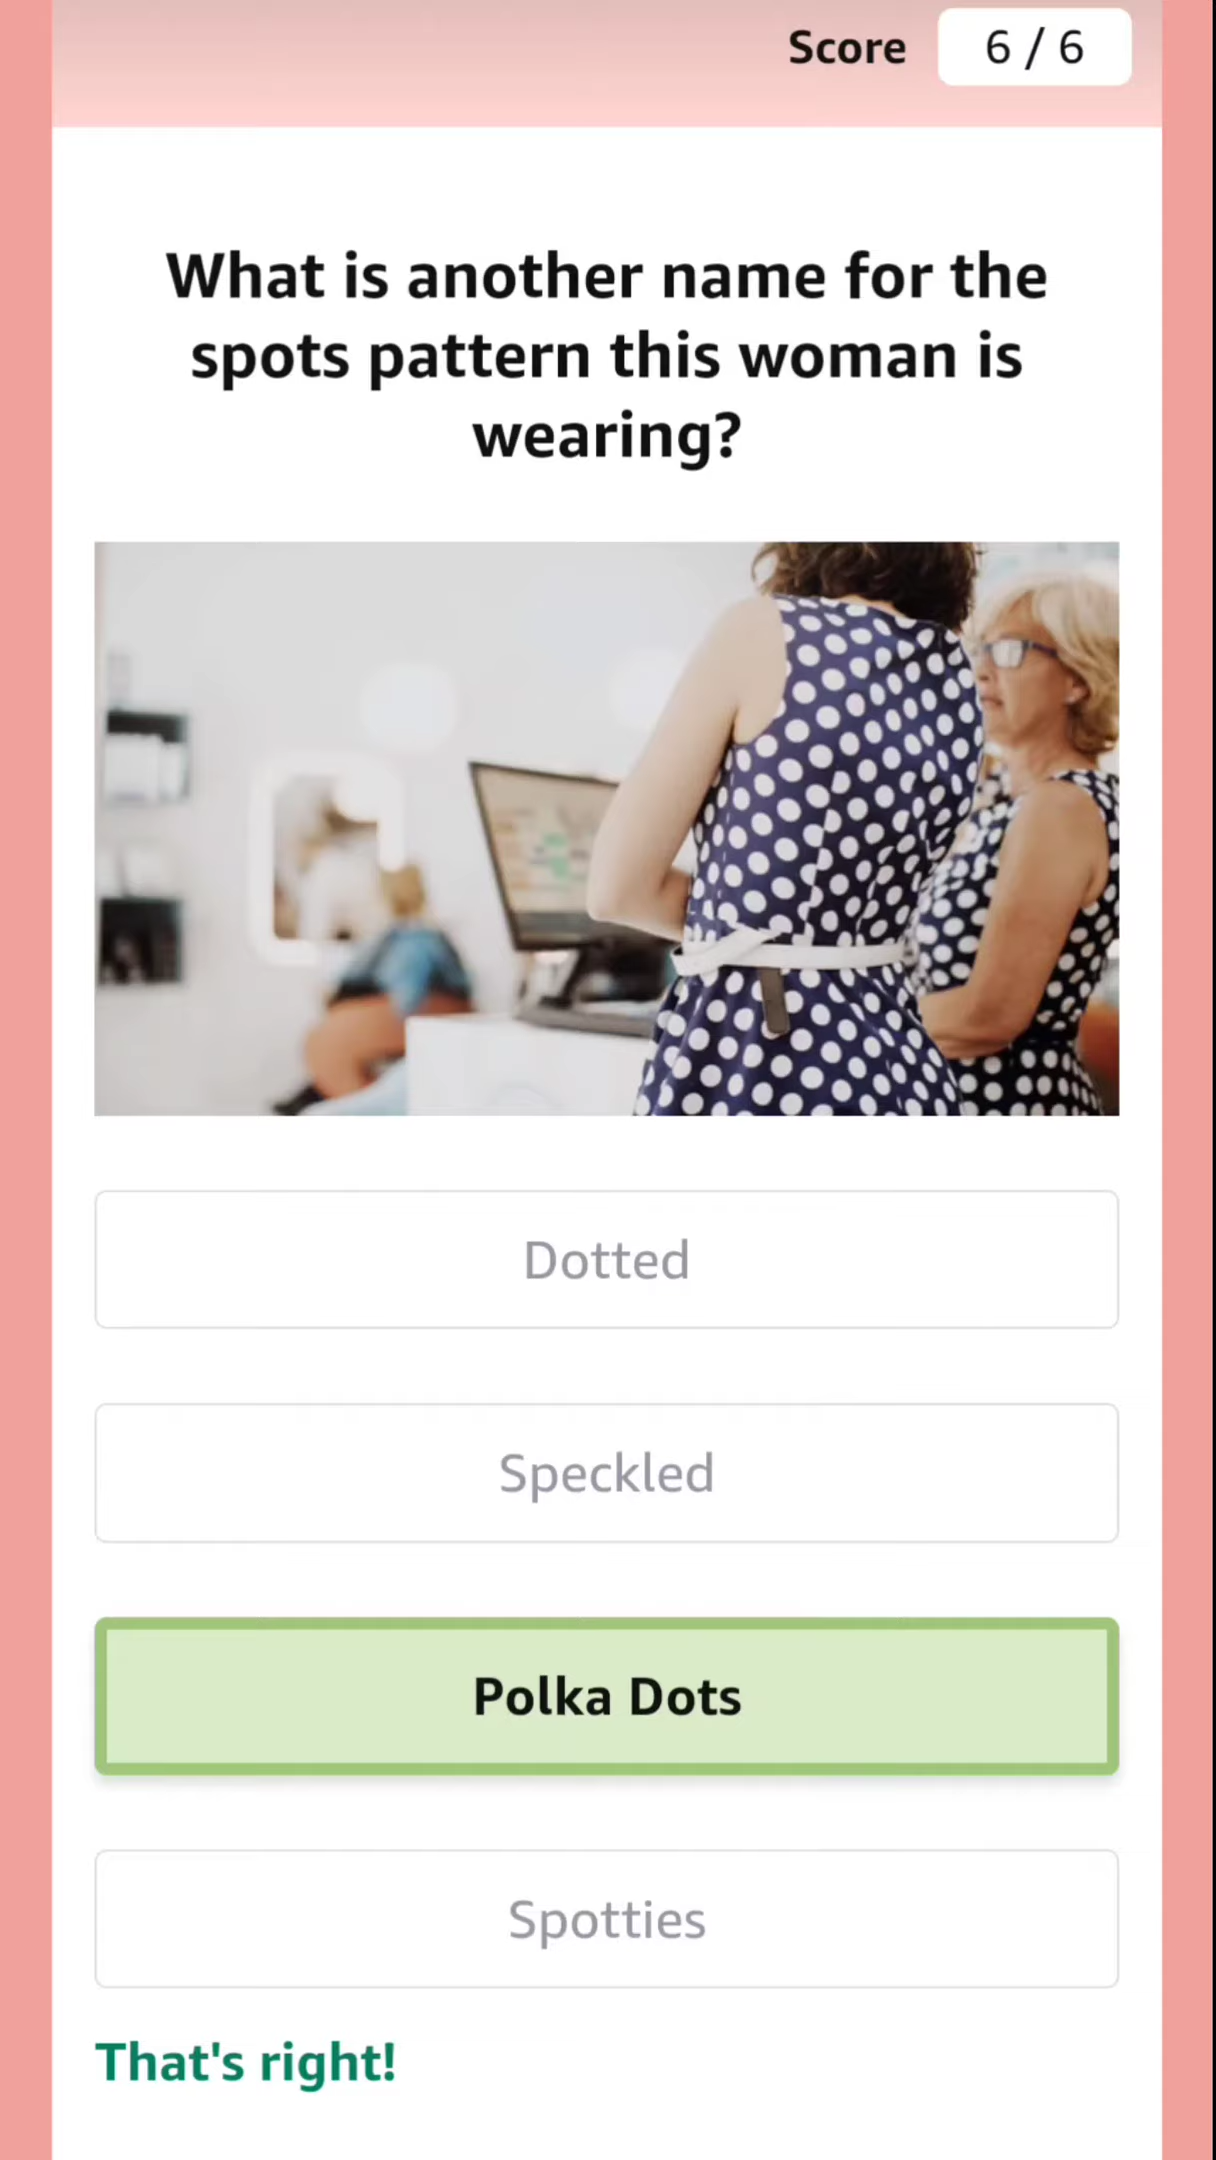 Score 6 / 6
What is another name for the
spots pattern this woman is
wearing?
Dotted
Speckled
Polka Dots
Spotties
That's right!